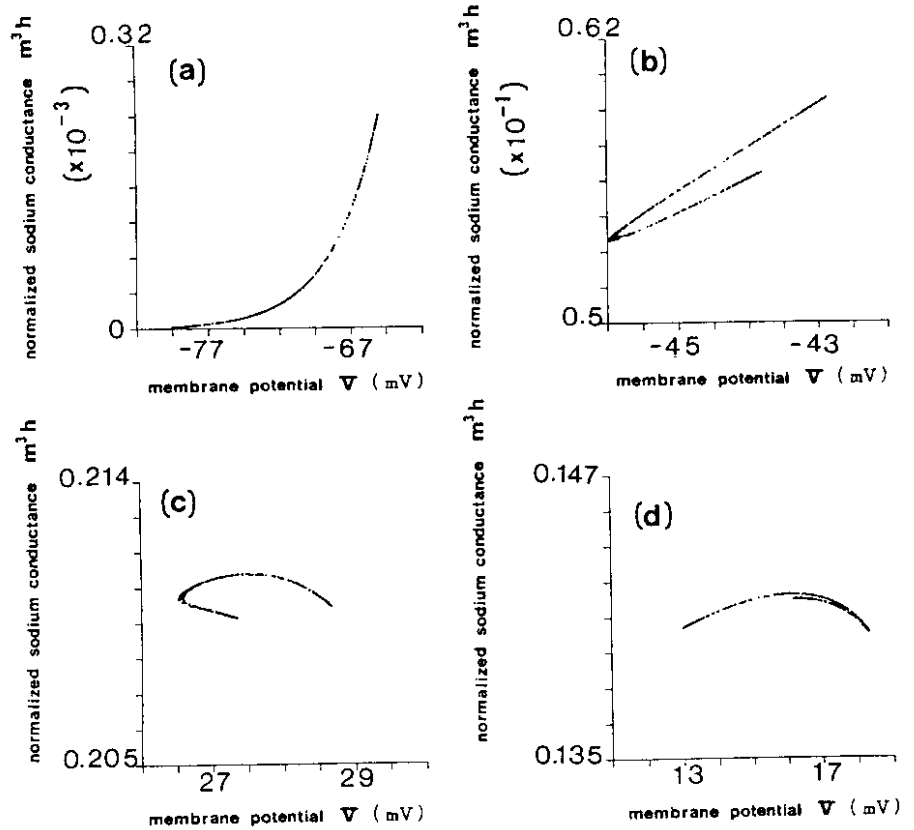 normalized sodium conductance m³h
(x10⁻³)
0.32
(a)
0
-77
-67
membrane potential V (mV)
normalized sodium conductance m³h
(x10⁻¹)
0.62
(b)
0.5
-45
-43
membrane potential V (mV)
normalized sodium conductance m³h
0.214
(c)
0.205
27
29
membrane potential V (mV)
normalized sodium conductance m³h
0.147
(d)
0.135
13
17
membrane potential V (mV)